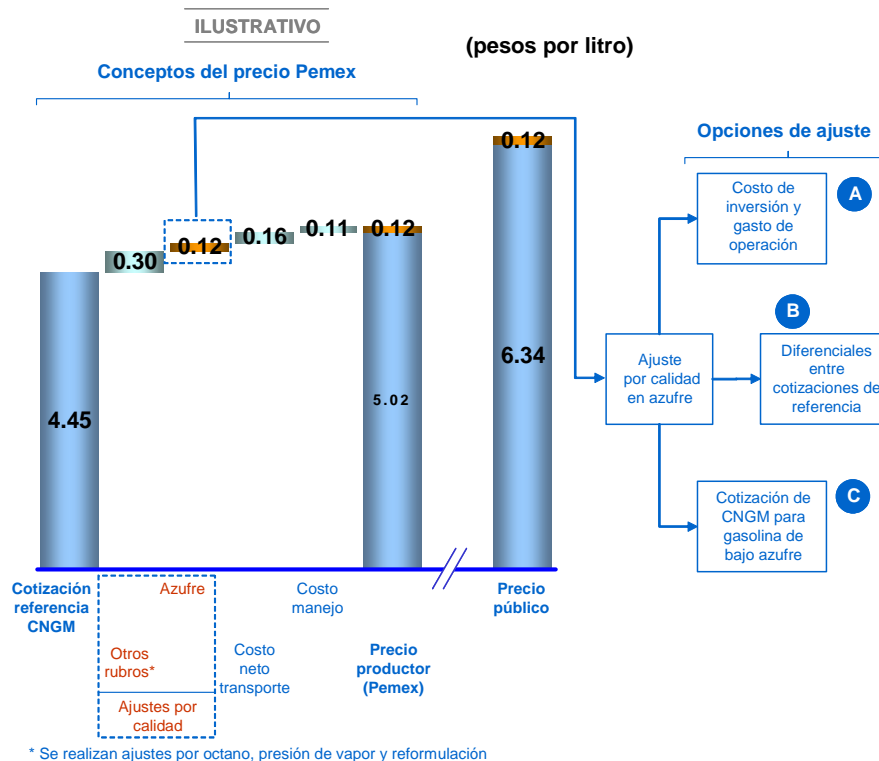 ILUSTRATIVO
(pesos por litro)
Conceptos del precio Pemex
Opciones de ajuste
0.12
0.30
0.12
0.16
0.11
0.12
4.45
5.02
6.34
Costo de
inversión y
gasto de
operación
A
B
Ajuste
por calidad
en azufre
Diferenciales
entre
cotizaciones de
referencia
Cotización de
CNGM para
gasolina de
bajo azufre
C
Cotización
referencia
CNGM
Azufre
Otros
rubros*
Ajustes por
calidad
Costo
neto
transporte
Costo
manejo
Precio
productor
(Pemex)
Precio
público
* Se realizan ajustes por octano, presión de vapor y reformulación